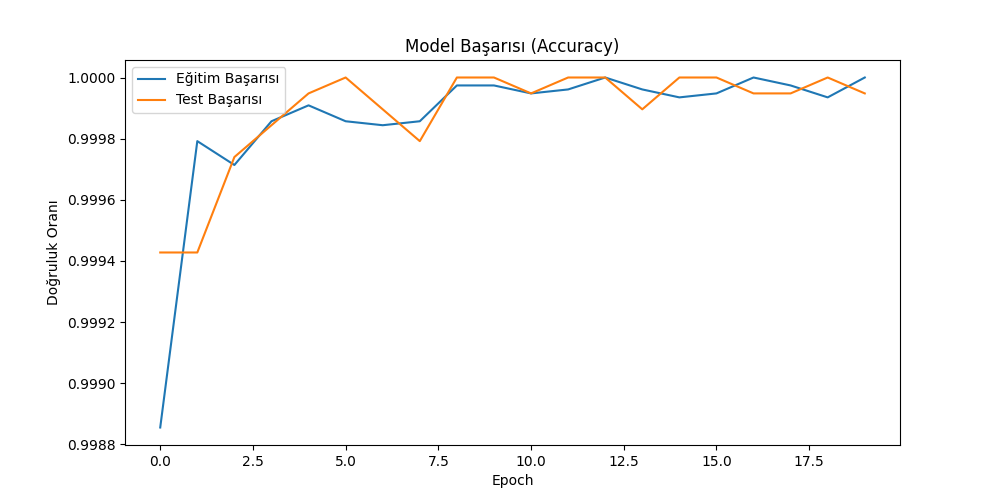 Model Başarısı (Accuracy)
Eğitim Başarısı
Test Başarısı
Doğruluk Oranı
1.0000
0.9998
0.9996
0.9994
0.9992
0.9990
0.9988
0.0 2.5 5.0 7.5 10.0 12.5 15.0 17.5
Epoch